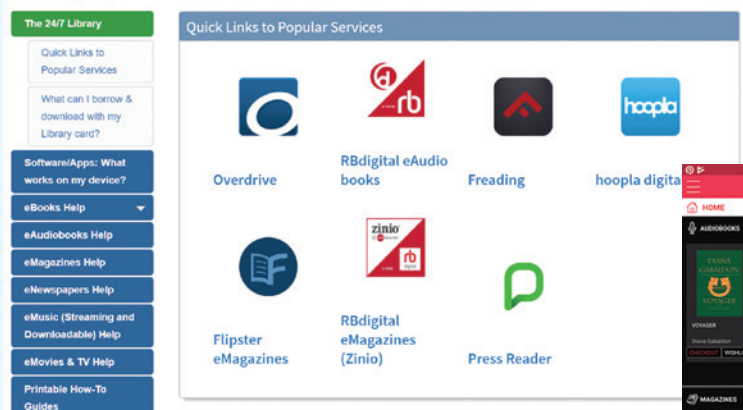 The 24/7 Library
Quick Links to
Popular Services
What can I borrow &
download with my
Library card?
Software/Apps: What
works on my device?
eBooks Help
eAudiobooks Help
eMagazines Help
eNewspapers Help
eMusic (Streaming and
Downloadable) Help
eMovies & TV Help
Printable How-To
Guides
Quick Links to Popular Services
rb
hoopla
Overdrive
RBdigital eAudio
books
Freading
hoopla digita
zinio
rb
digital
Flipster
eMagazines
RBdigital
eMagazines
(Zinio)
Press Reader
HOME
AUDIOBOOKS
DIANA
GABALDON
VOYAGER
VOYAGER
Diana Gabaldon
CHECKOUT
WISHLI
MAGAZINES